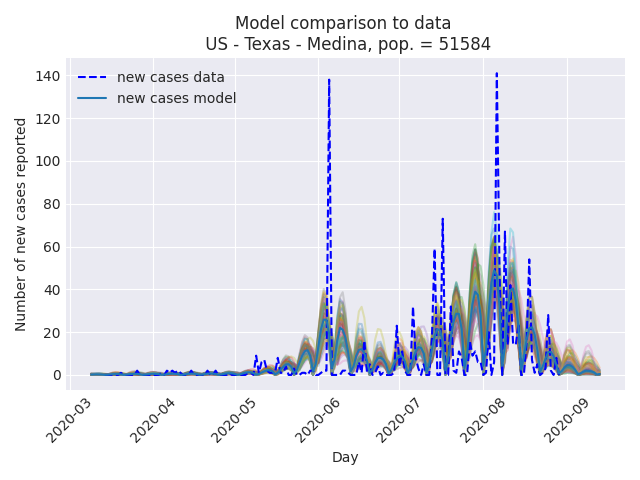 Model comparison to data
US - Texas - Medina, pop. = 51584
new cases data
new cases model
Number of new cases reported
140
120
100
80
60
40
20
0
2020-03
2020-04
2020-05
2020-06
2020-07
2020-08
2020-09
Day